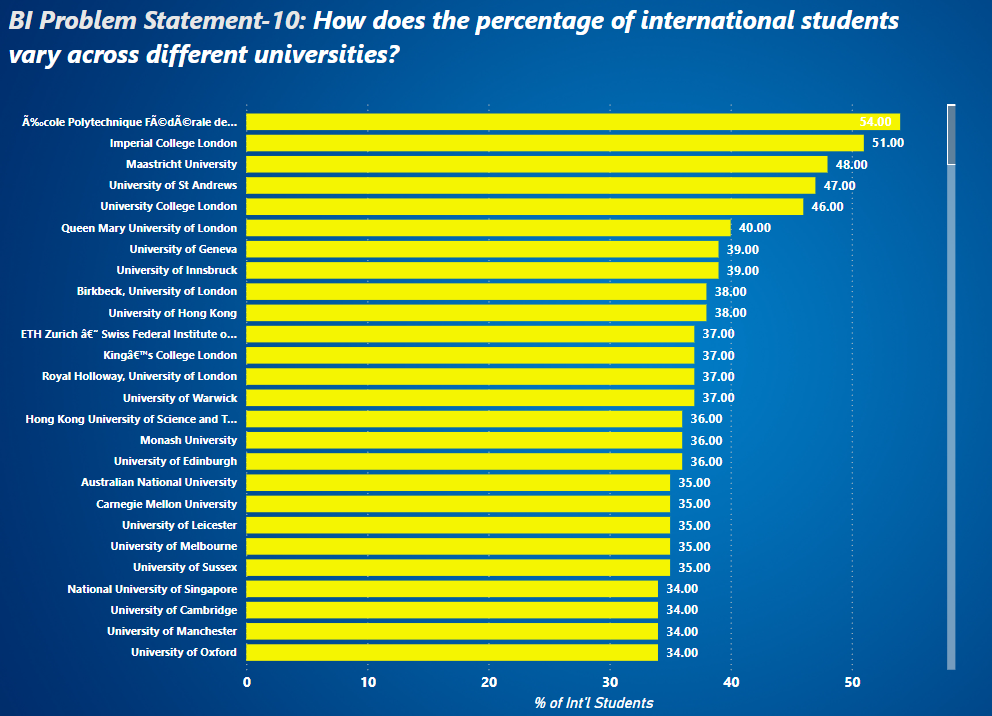 BI Problem Statement-10: How does the percentage of international students
vary across different universities?
Ã‰cole Polytechnique FÃ©dÃ©rale de... 54.00
Imperial College London 51.00
Maastricht University 48.00
University of St Andrews 47.00
University College London 46.00
Queen Mary University of London 40.00
University of Geneva 39.00
University of Innsbruck 39.00
Birkbeck, University of London 38.00
University of Hong Kong 38.00
ETH Zurich â€“ Swiss Federal Institute o... 37.00
Kingâ€™s College London 37.00
Royal Holloway, University of London 37.00
University of Warwick 37.00
Hong Kong University of Science and T... 36.00
Monash University 36.00
University of Edinburgh 36.00
Australian National University 35.00
Carnegie Mellon University 35.00
University of Leicester 35.00
University of Melbourne 35.00
University of Sussex 35.00
National University of Singapore 34.00
University of Cambridge 34.00
University of Manchester 34.00
University of Oxford 34.00
0 10 20 30 40 50
% of Int'l Students